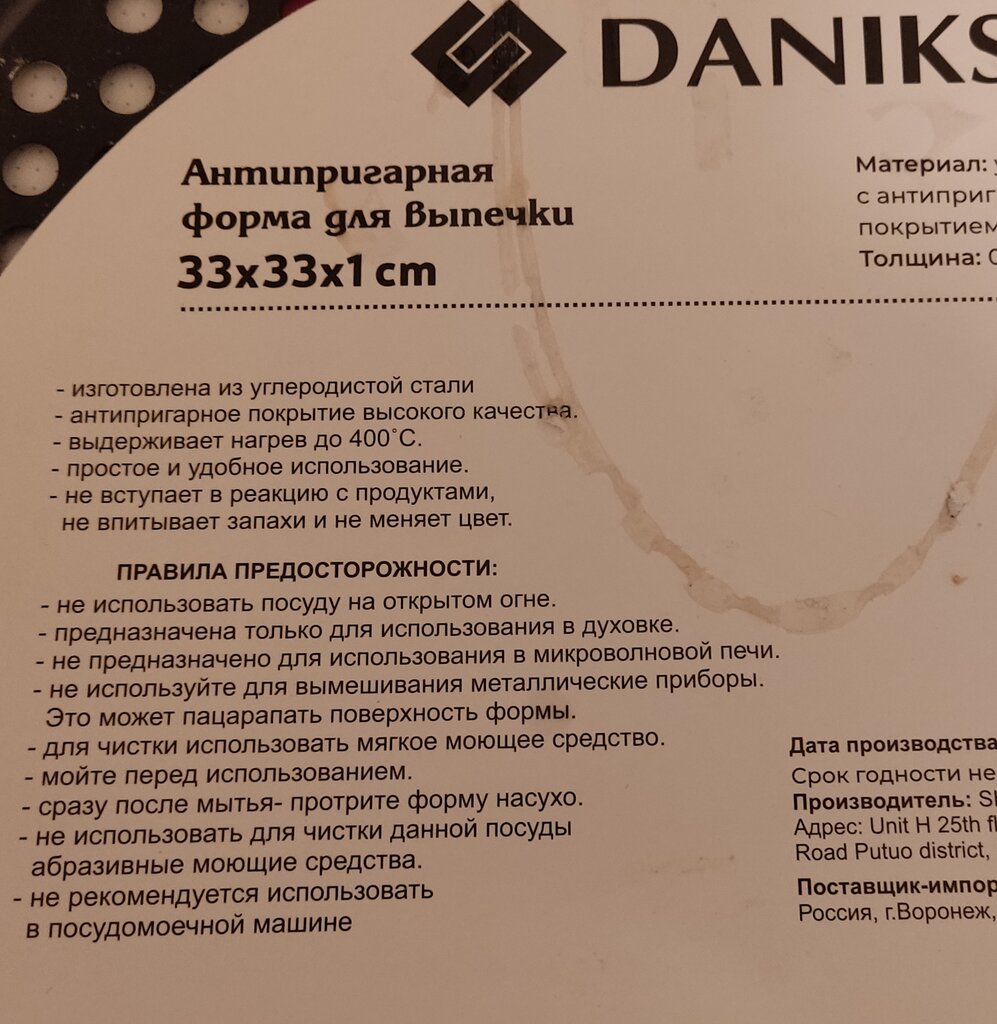 DANIKS
Антипригарная
форма для выпечки
33x33x1 cm
Материал:
с антиприг
покрытием
Толщина:
- изготовлена из углеродистой стали
- антипригарное покрытие высокого качества.
- выдерживает нагрев до 400°С.
- простое и удобное использование.
- не вступает в реакцию с продуктами,
не впитывает запахи и не меняет цвет.
ПРАВИЛА ПРЕДОСТОРОЖНОСТИ:
- не использовать посуду на открытом огне.
- предназначена только для использования в духовке.
- не предназначено для использования в микроволновой печи.
- не используйте для вымешивания металлические приборы.
Это может пацарапать поверхность формы.
- для чистки использовать мягкое моющее средство.
- мойте перед использованием.
- сразу после мытья- протрите форму насухо.
- не использовать для чистки данной посуды
абразивные моющие средства.
- не рекомендуется использовать
в посудомоечной машине
Дата производства
Срок годности не
Производитель:
Адрес: Unit H 25th fl
Road Putuo district,
Поставщик-импор
Россия, г.Воронеж,